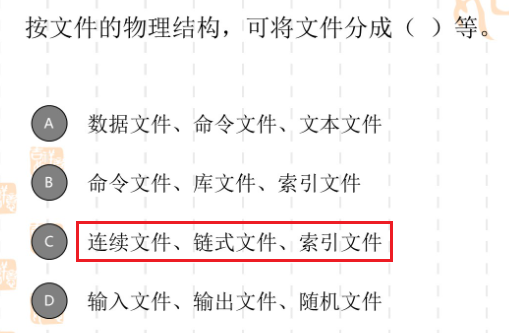 按文件的物理结构，可将文件分成（ ）等。
A 数据文件、命令文件、文本文件
B 命令文件、库文件、索引文件
C 连续文件、链式文件、索引文件
D 输入文件、输出文件、随机文件